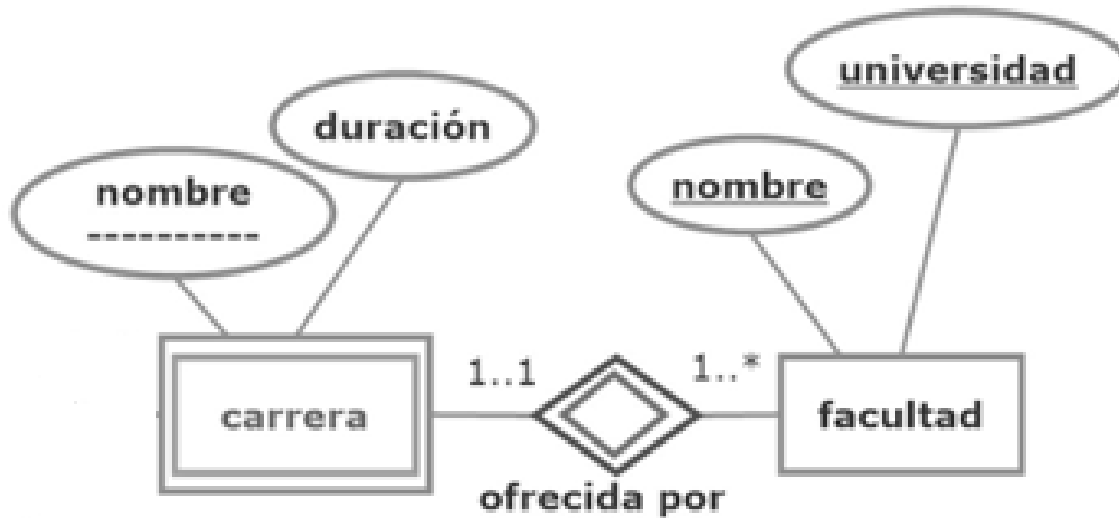 universidad
duración
nombre
nombre
----------
1..1
1..*
carrera
facultad
ofrecida por